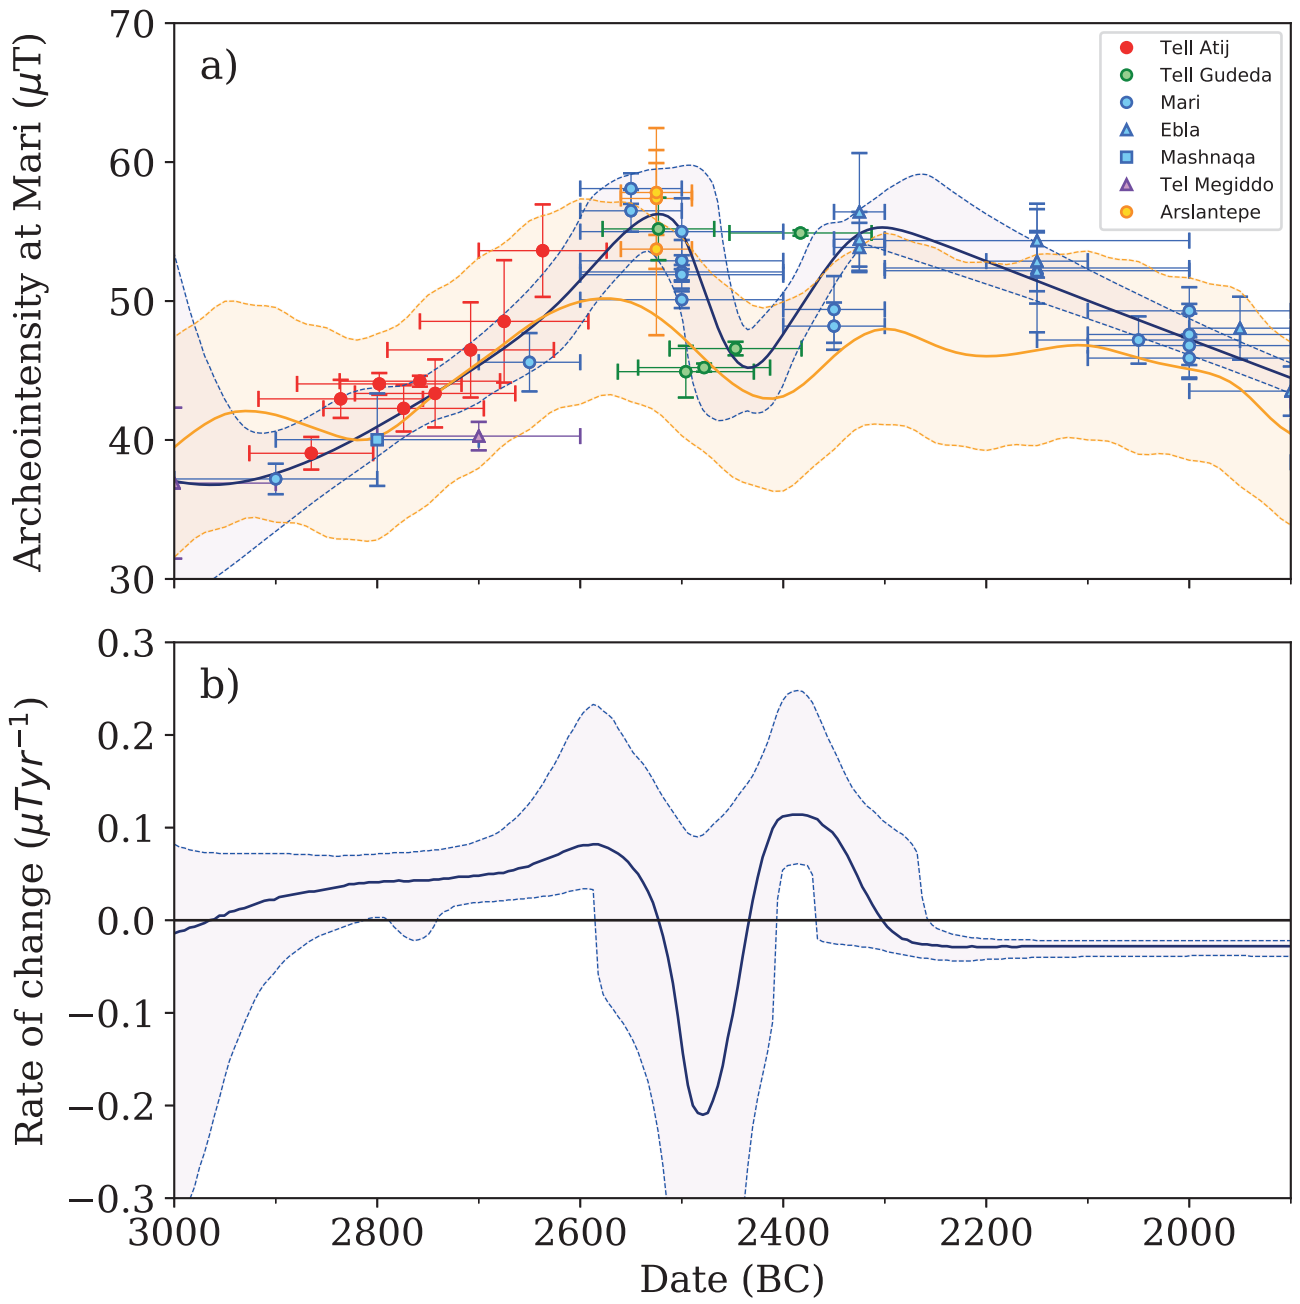 Archeointensity at Mari (μT)
70
60
50
40
30
a)
Tell Atij
Tell Gudeda
Mari
Ebla
Mashnaqa
Tel Megiddo
Arslantepe
Rate of change (μTyr⁻¹)
0.3
0.2
0.1
0.0
−0.1
−0.2
−0.3
b)
3000 2800 2600 2400 2200 2000
Date (BC)